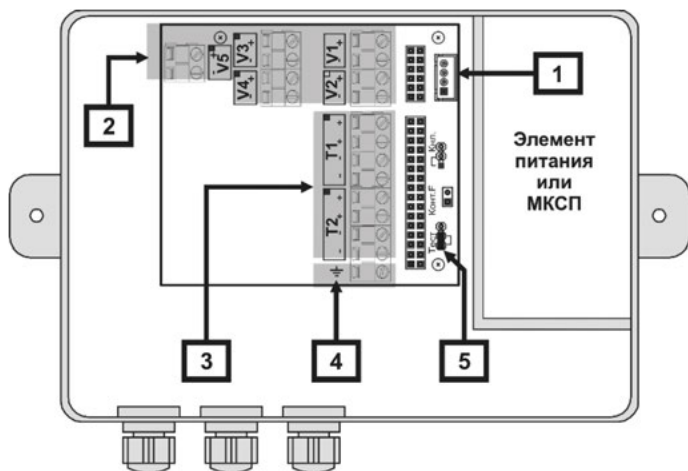 V5
- +
V3
+
V4
+
V1
+
V2
+
1
2
Элемент
питания
или
МКСП
Кнп.
T1
+
+
-
-
Конт.F
T2
+
+
-
-
Тест
3
4
5